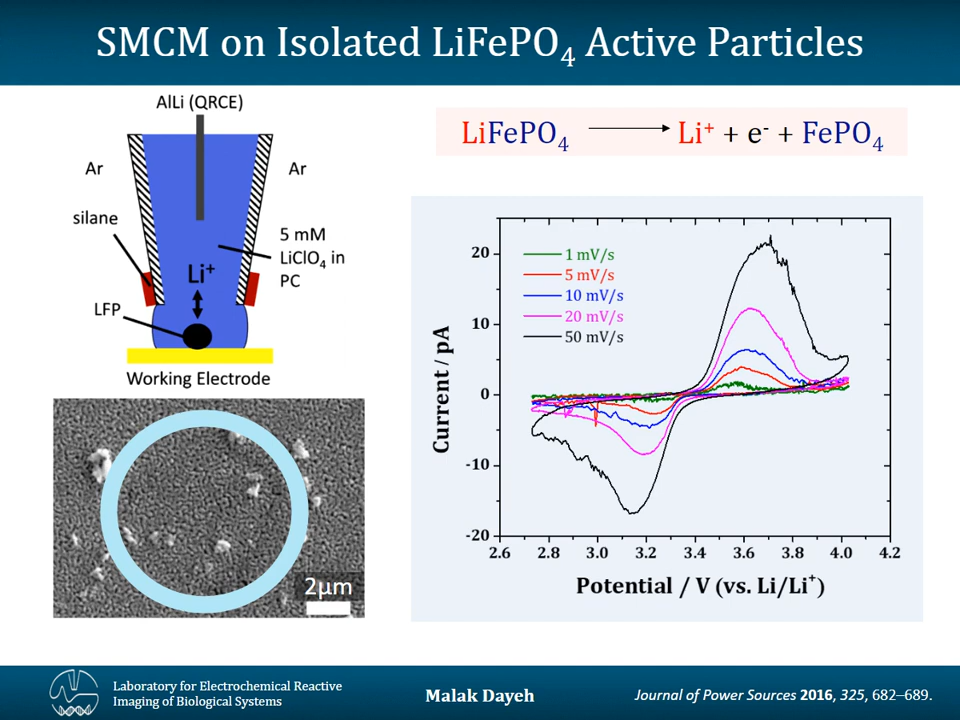 SMCM on Isolated LiFePO₄ Active Particles
AlLi (QRCE)
Ar
Ar
silane
5 mM
LiClO₄ in
PC
Li⁺
LFP
Working Electrode
2μm
LiFePO₄ → Li⁺ + e⁻ + FePO₄
1 mV/s
5 mV/s
10 mV/s
20 mV/s
50 mV/s
20
10
0
-10
-20
Current / pA
2.6 2.8 3.0 3.2 3.4 3.6 3.8 4.0 4.2
Potential / V (vs. Li/Li⁺)
Laboratory for Electrochemical Reactive
Imaging of Biological Systems
Malak Dayeh
Journal of Power Sources 2016, 325, 682–689.